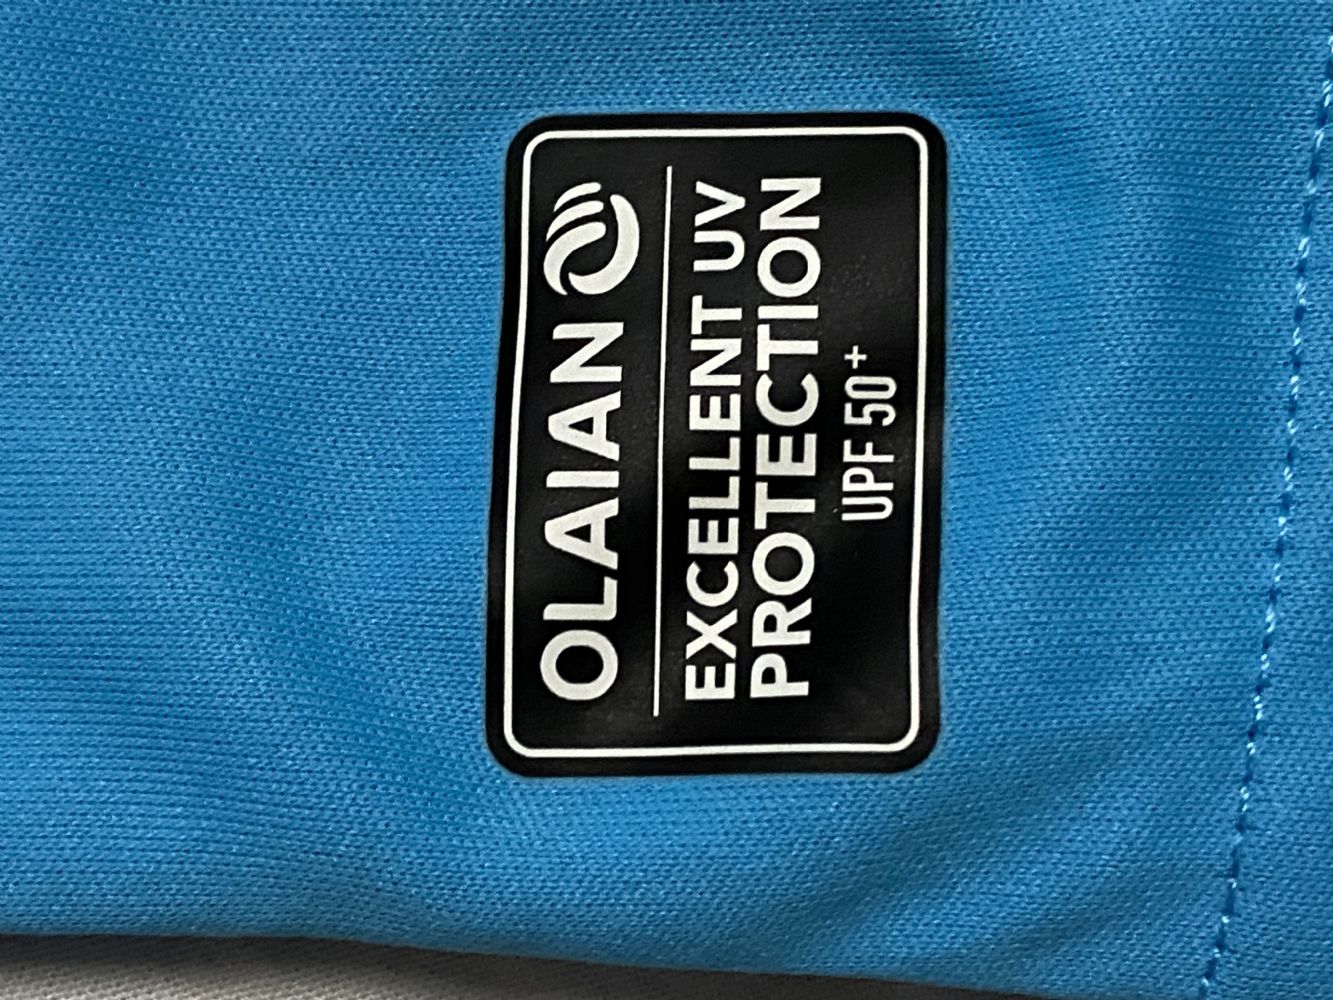 OLAIAN
EXCELLENT UV
PROTECTION
UPF 50+